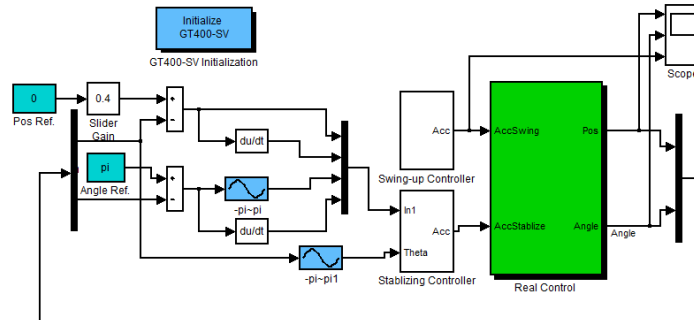 Initialize
GT400-SV
GT400-SV Initialization
Scope
0
Pos Ref.
0.4
Slider
Gain
+
-
du/dt
pi
Angle Ref.
+
-
-pi~pi
du/dt
-pi~pi1
Acc
Swing-up Controller
In1
Acc
Theta
Stablizing Controller
AccSwing
Pos
AccStablize
Angle
Real Control
Angle